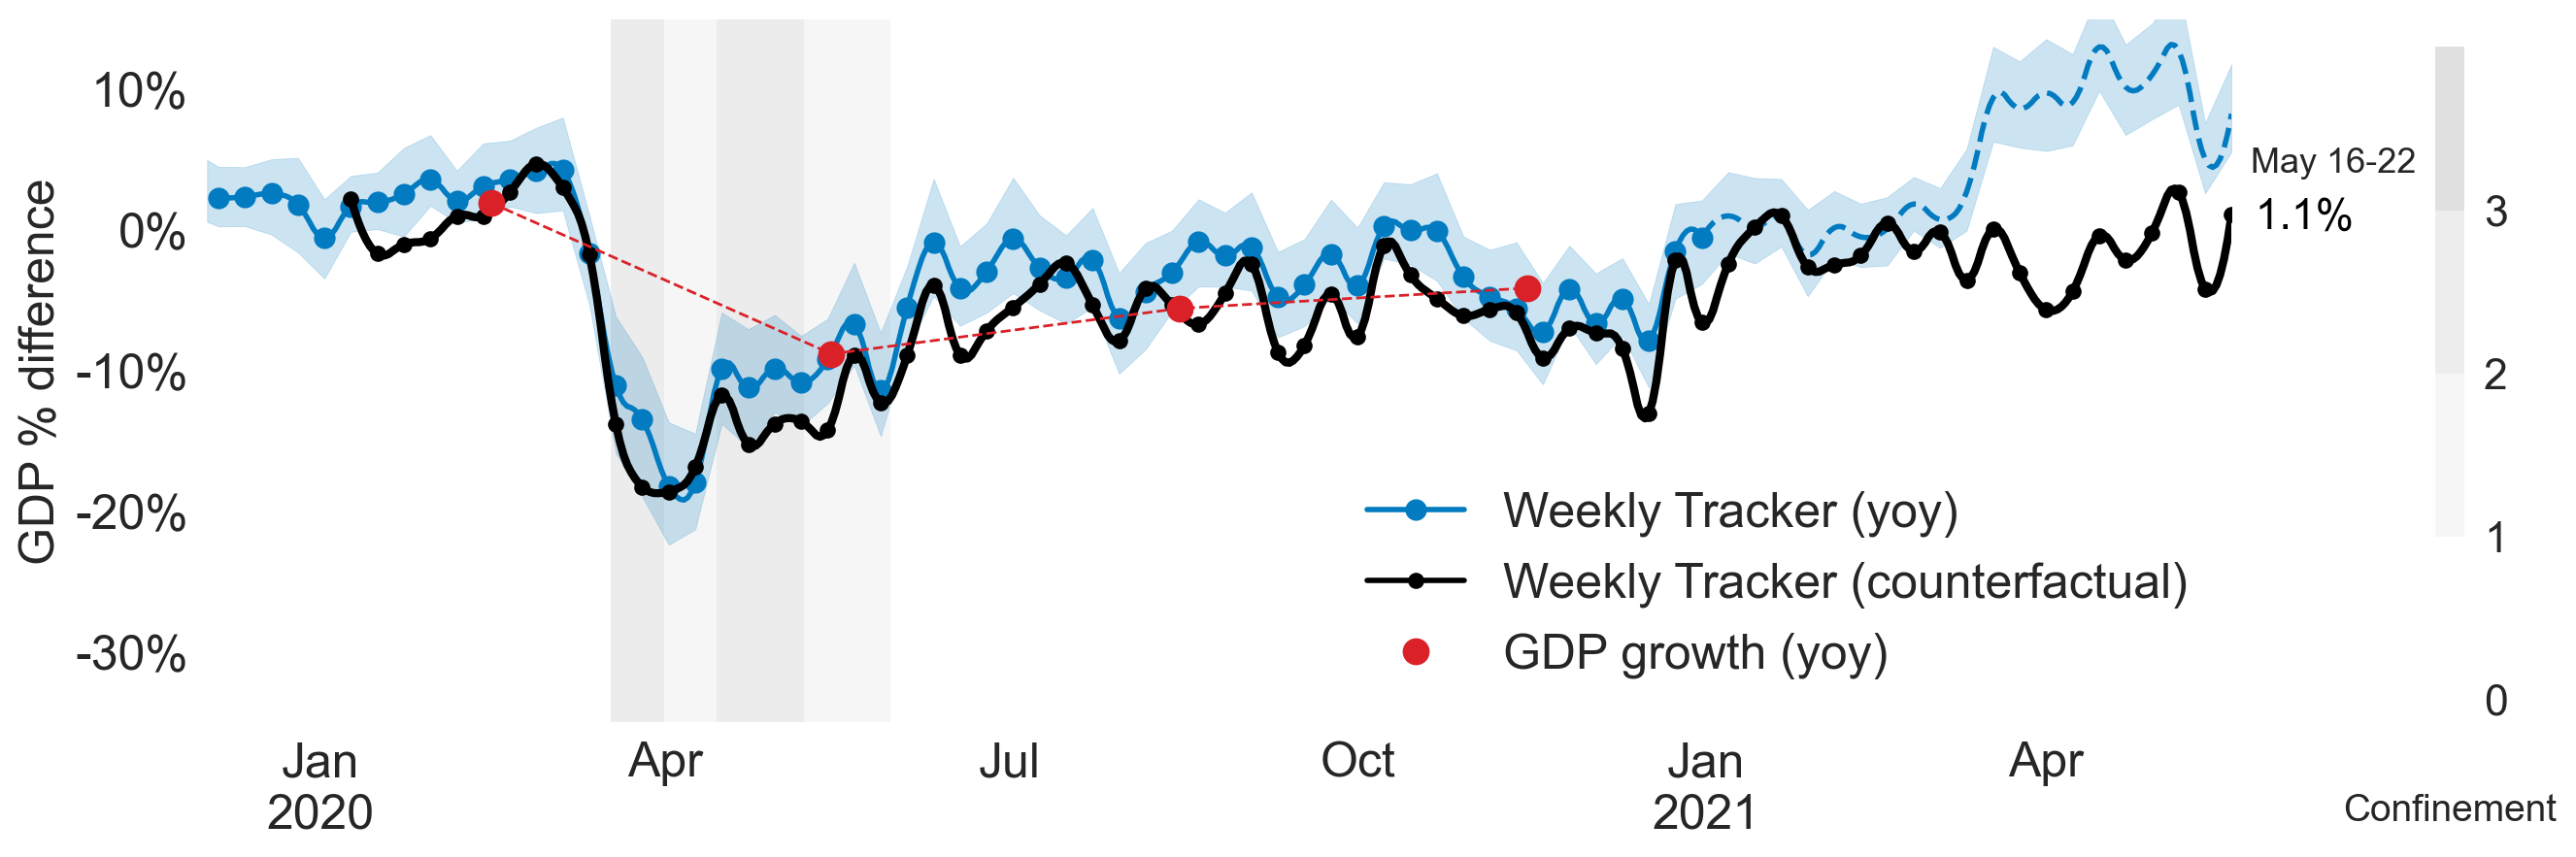 GDP % difference
10%
0%
-10%
-20%
-30%
Jan
2020
Apr
Jul
Oct
Jan
2021
Apr
Weekly Tracker (yoy)
Weekly Tracker (counterfactual)
GDP growth (yoy)
May 16-22
1.1%
3
2
1
0
Confinement